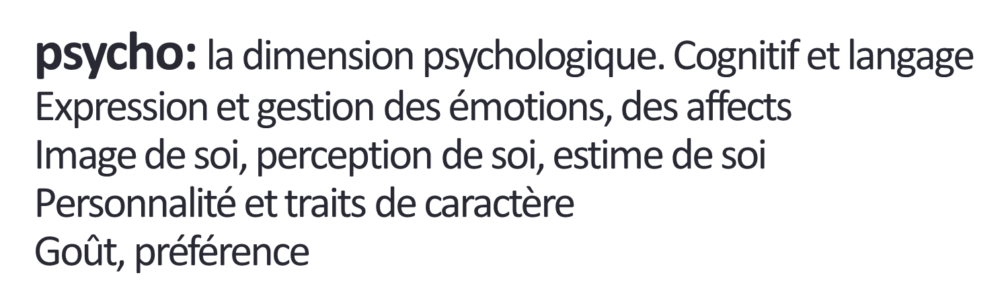 psycho: la dimension psychologique. Cognitif et langage
Expression et gestion des émotions, des affects
Image de soi, perception de soi, estime de soi
Personnalité et traits de caractère
Goût, préférence